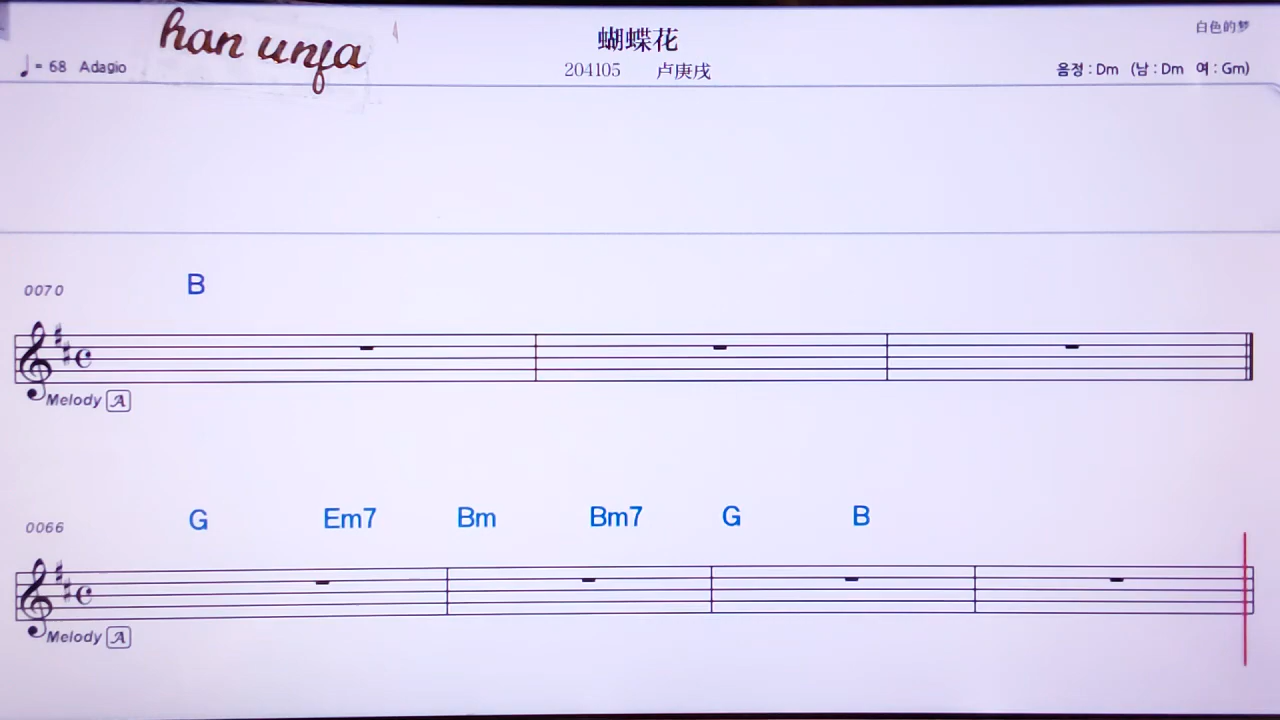 han unfa
蝴蝶花
白色的梦
= 68 Adagio
204105 卢庚戌
음정 : Dm (남 : Dm 여 : Gm)
0070 B
Melody A
0066 G Em7 Bm Bm7 G B
Melody A